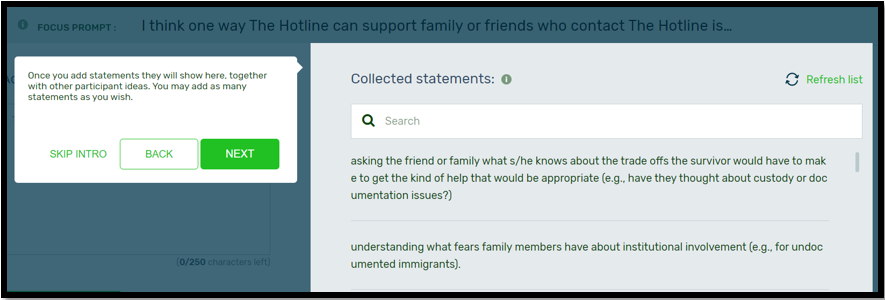 FOCUS PROMPT :
I think one way The Hotline can support family or friends who contact The Hotline is...
Once you add statements they will show here, together
with other participant ideas. You may add as many
statements as you wish.
SKIP INTRO
BACK
NEXT
(0/250 characters left)
Collected statements:
Refresh list
Search
asking the friend or family what s/he knows about the trade offs the survivor would have to mak
e to get the kind of help that would be appropriate (e.g., have they thought about custody or doc
umentation issues?)
understanding what fears family members have about institutional involvement (e.g., for undoc
umented immigrants).